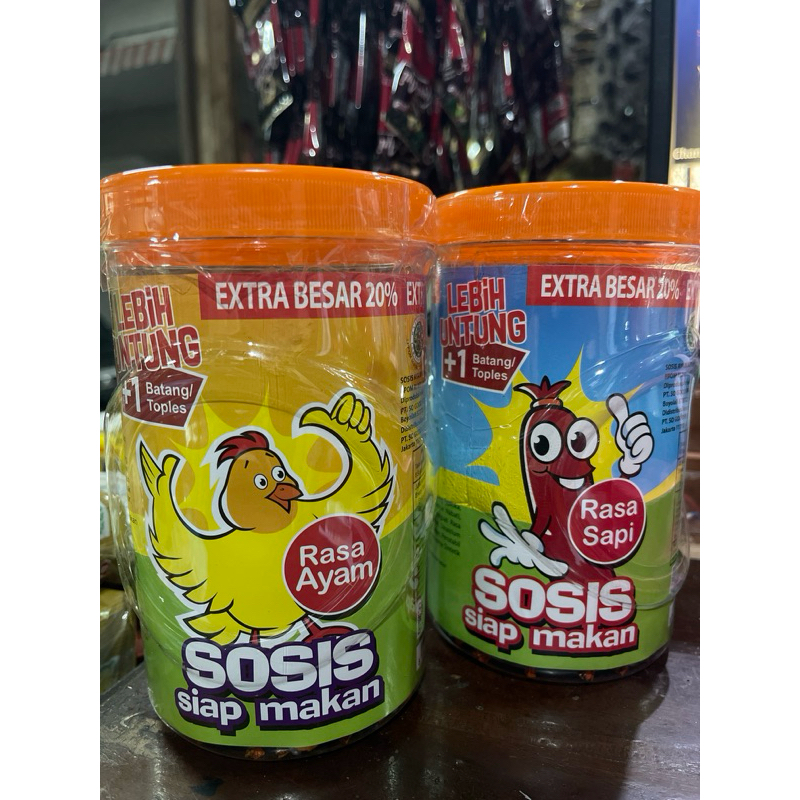 LEBIH
UNTUNG
+1 Batang/
Toples
EXTRA BESAR 20%
EXT
Rasa
Ayam
SOSIS
siap makan
LEBIH
UNTUNG
+1 Batang/
Toples
EXTRA BESAR 20%
Rasa
Sapi
SOSIS
siap makan